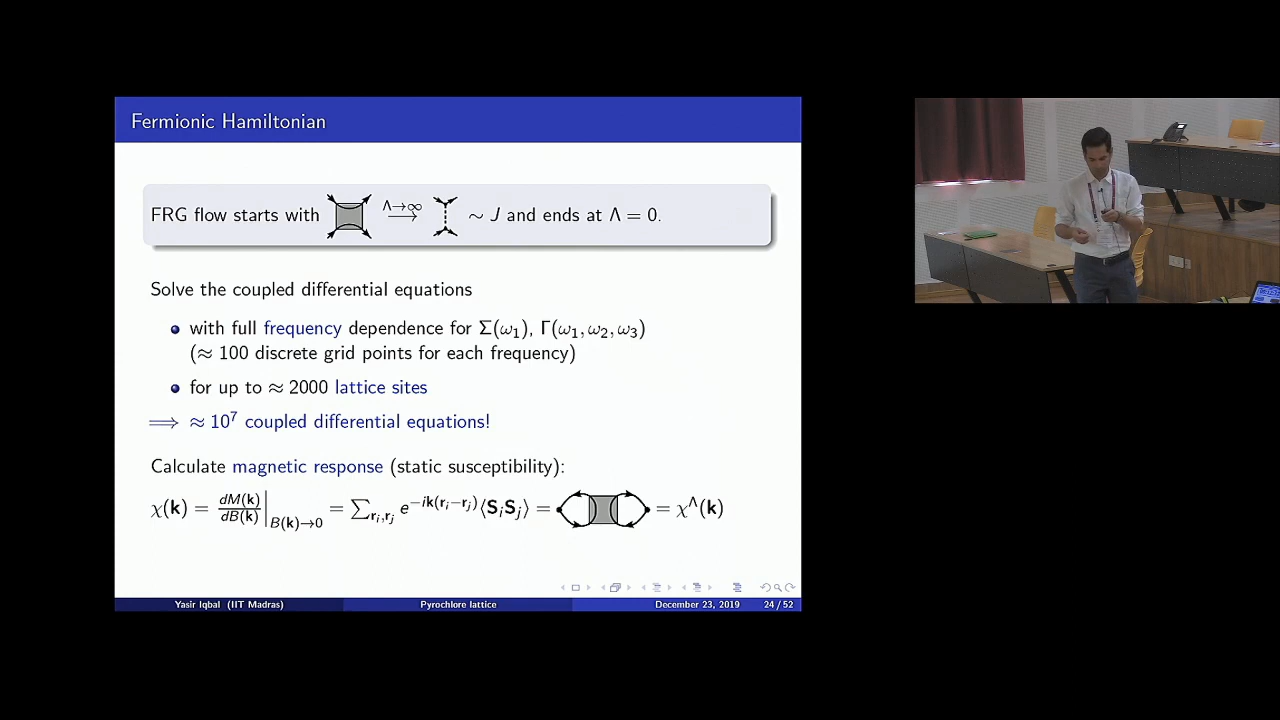 Fermionic Hamiltonian
FRG flow starts with Λ→∞ ⟶ ∼ J and ends at Λ = 0.
Solve the coupled differential equations
with full frequency dependence for Σ(ω₁), Γ(ω₁, ω₂, ω₃)
(≈ 100 discrete grid points for each frequency)
for up to ≈ 2000 lattice sites
⟹ ≈ 10⁷ coupled differential equations!
Calculate magnetic response (static susceptibility):
χ(k) = dM(k)/dB(k)|B(k)→0 = ∑rᵢ,rⱼ e^−ik(rᵢ−rⱼ)⟨SᵢSⱼ⟩ = = χ^Λ(k)
Yasir Iqbal (IIT Madras) Pyrochlore lattice December 23, 2019 24 / 52